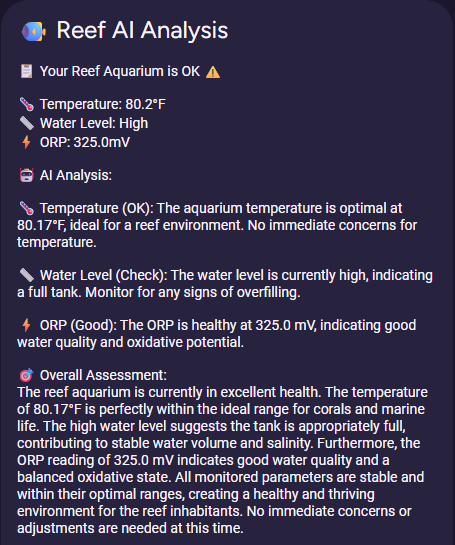 Reef AI Analysis
Your Reef Aquarium is OK
Temperature: 80.2°F
Water Level: High
ORP: 325.0mV
AI Analysis:
Temperature (OK): The aquarium temperature is optimal at
80.17°F, ideal for a reef environment. No immediate concerns for
temperature.
Water Level (Check): The water level is currently high, indicating
a full tank. Monitor for any signs of overfilling.
ORP (Good): The ORP is healthy at 325.0 mV, indicating good
water quality and oxidative potential.
Overall Assessment:
The reef aquarium is currently in excellent health. The temperature
of 80.17°F is perfectly within the ideal range for corals and marine
life. The high water level suggests the tank is appropriately full,
contributing to stable water volume and salinity. Furthermore, the
ORP reading of 325.0 mV indicates good water quality and a
balanced oxidative state. All monitored parameters are stable and
within their optimal ranges, creating a healthy and thriving
environment for the reef inhabitants. No immediate concerns or
adjustments are needed at this time.